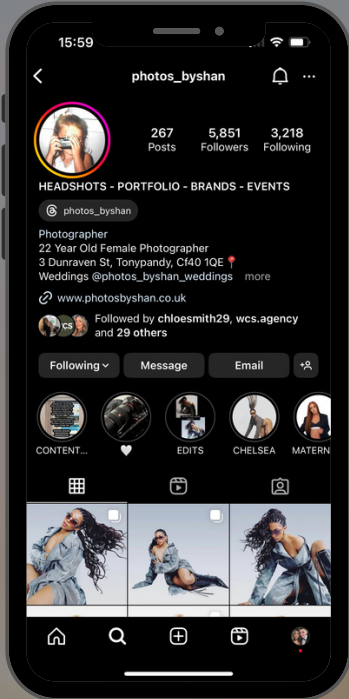 15:59
photos_byshan
267 5,851 3,218
Posts Followers Following
HEADSHOTS - PORTFOLIO - BRANDS - EVENTS
photos_byshan
Photographer
22 Year Old Female Photographer
3 Dunraven St, Tonypandy, Cf40 1QE📍
Weddings @photos_byshan_weddings more
www.photosbyshan.co.uk
Followed by chloesmith29, wcs.agency
and 29 others
CS
Following Message Email
CONTENT... 🤍 EDITS CHELSEA MATERN